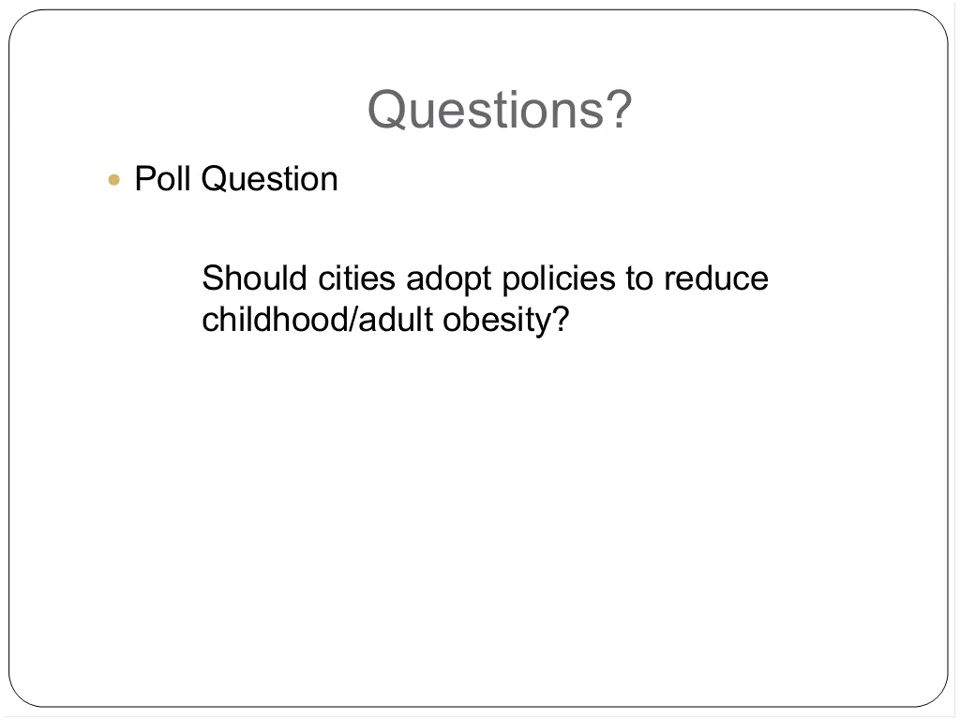 Questions?
Poll Question
Should cities adopt policies to reduce
childhood/adult obesity?